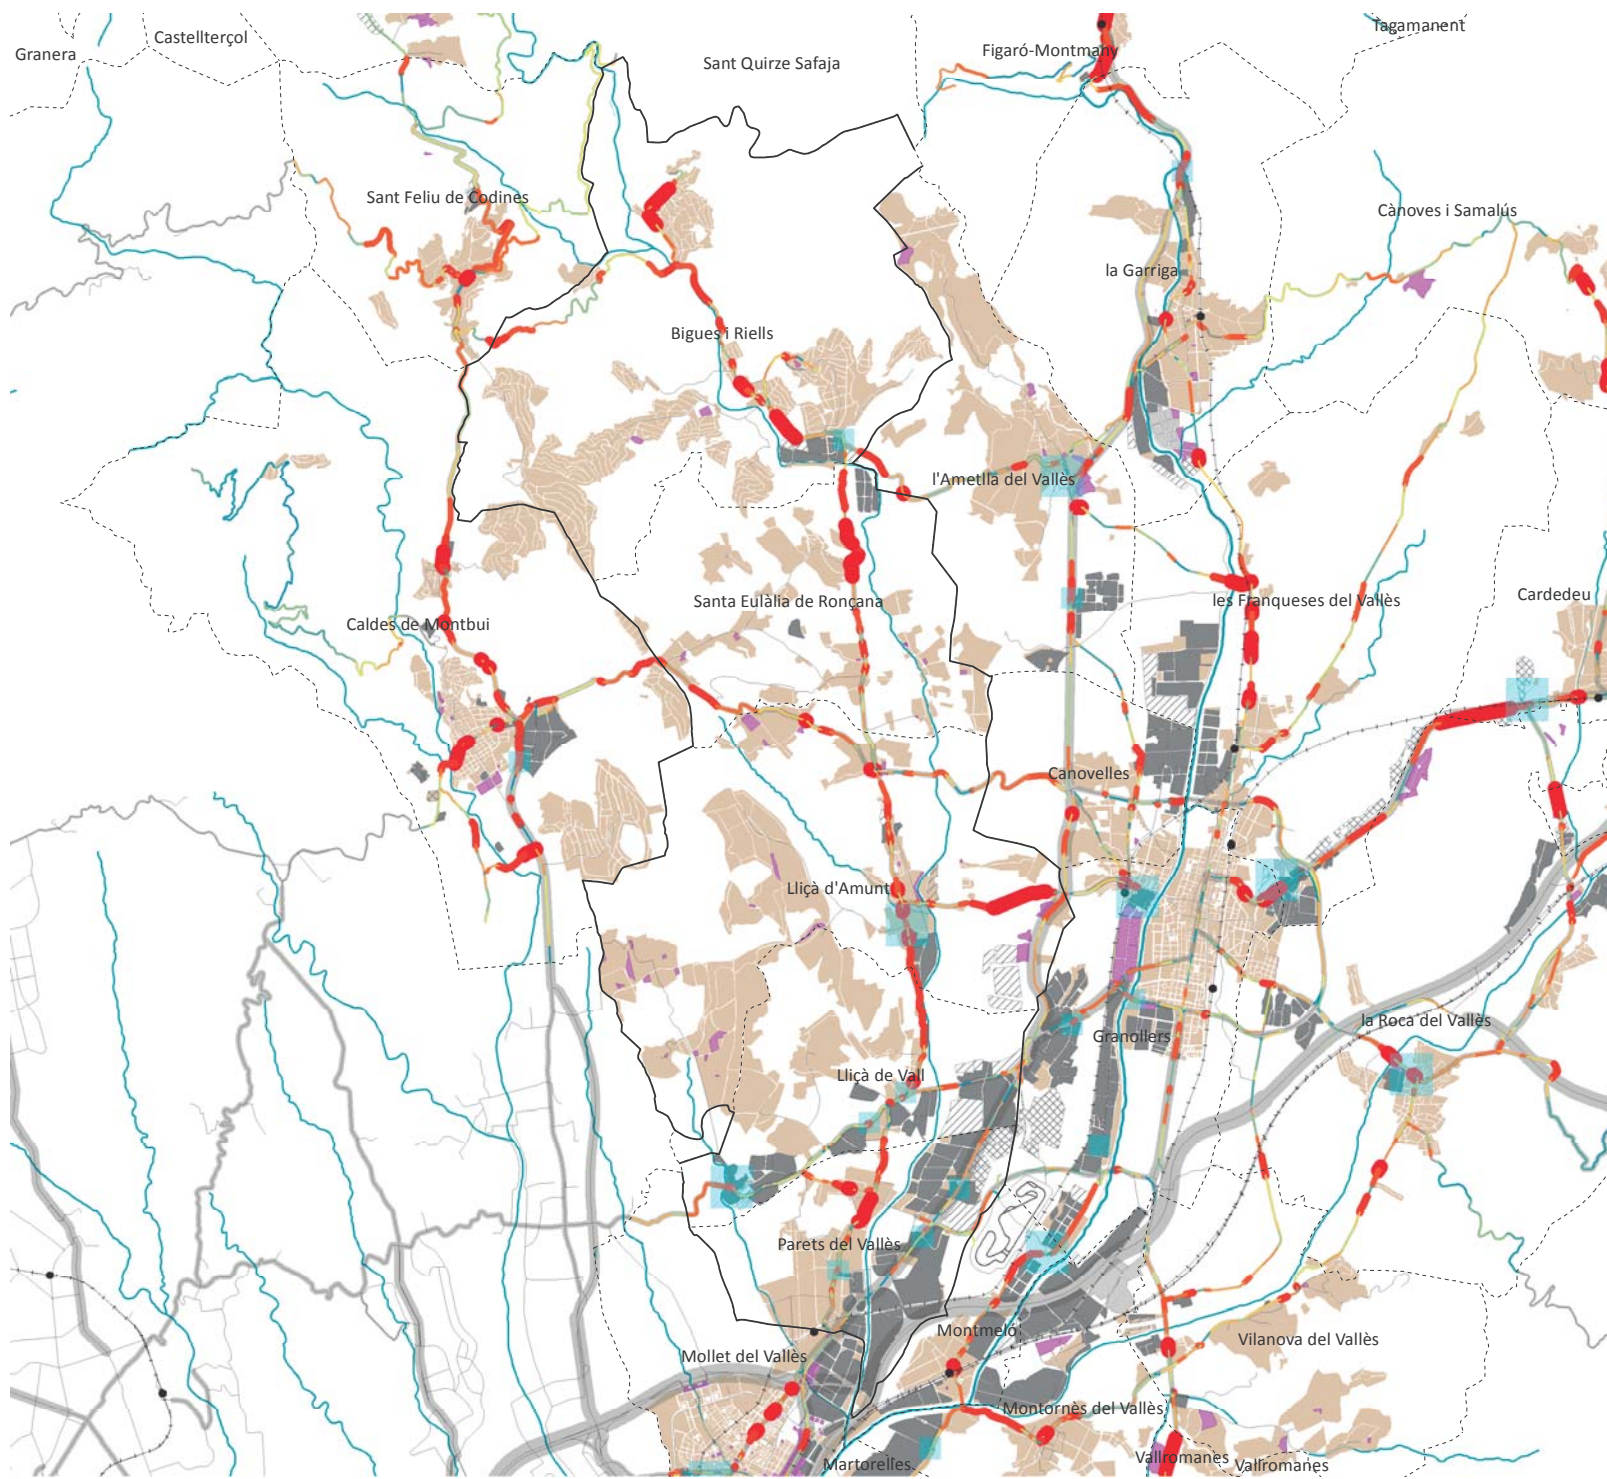 Tagamanent
Castellterçol
Granera
Figaró-Montmany
Sant Quirze Safaja
Sant Feliu de Codines
Cànoves i Samalús
la Garriga
Bigues i Riells
l'Ametlla del Vallès
Santa Eulàlia de Ronçana
les Franqueses del Vallès
Cardedeu
Caldes de Montbui
Canovelles
Lliçà d'Amunt
la Roca del Vallès
Granollers
Lliçà de Vall
Parets del Vallès
Montmeló
Vilanova del Vallès
Mollet del Vallès
Montornès del Vallès
Martorelles
Vallromanes
Vallromanes